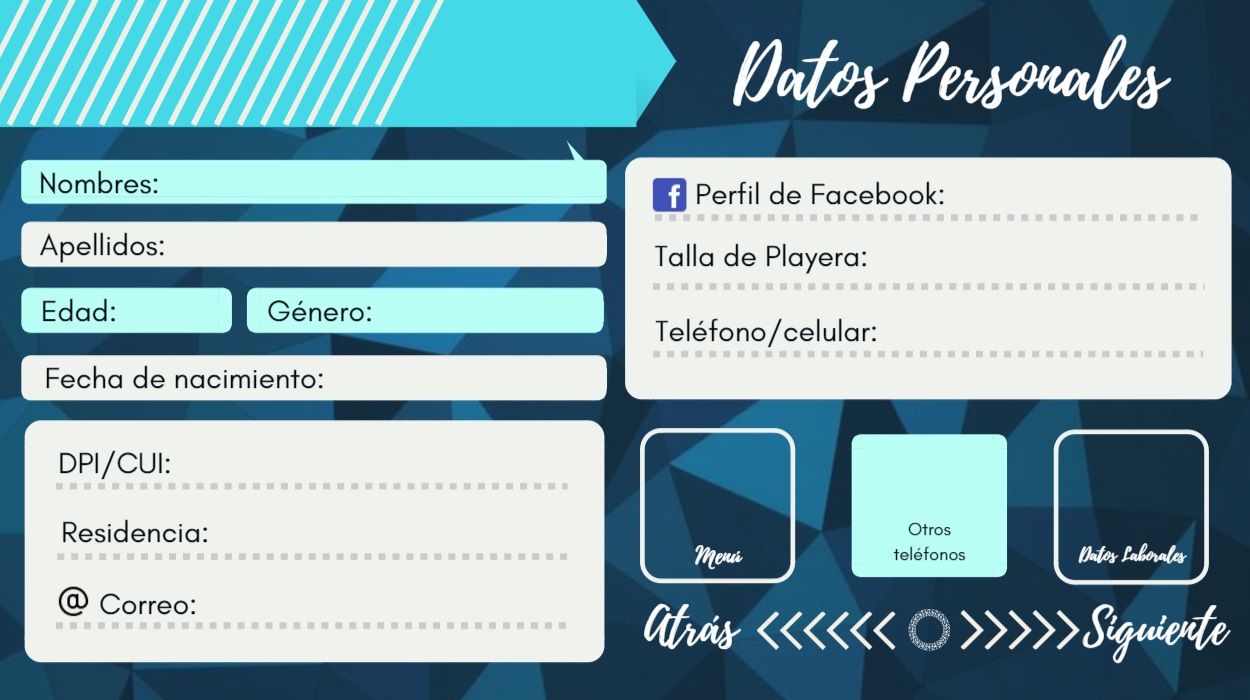 Datos Personales
Nombres:
Apellidos:
Edad:
Género:
Fecha de nacimiento:
DPI/CUI:
Residencia:
@ Correo:
f Perfil de Facebook:
Talla de Playera:
Teléfono/celular:
Menú
Otros
teléfonos
Datos Laborales
Atrás
Siguiente